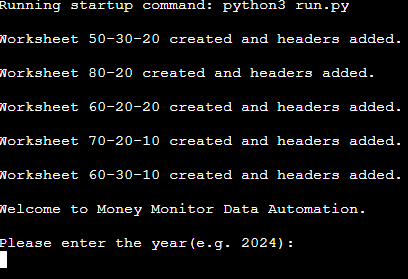 Running startup command: python3 run.py
Worksheet 50-30-20 created and headers added.
Worksheet 80-20 created and headers added.
Worksheet 60-20-20 created and headers added.
Worksheet 70-20-10 created and headers added.
Worksheet 60-30-10 created and headers added.
Welcome to Money Monitor Data Automation.
Please enter the year(e.g. 2024):